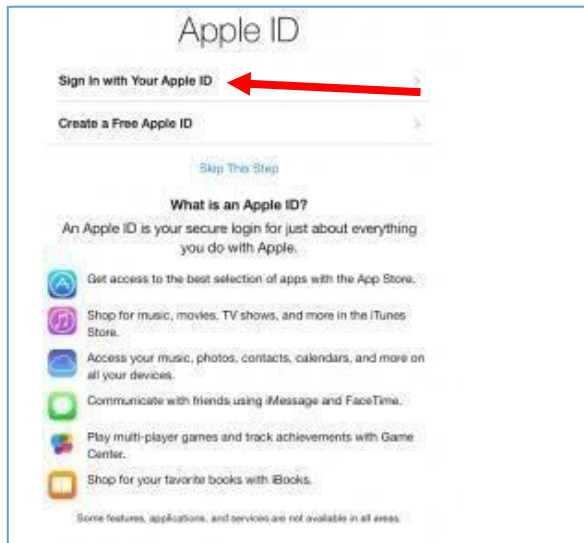 Apple ID
Sign In with Your Apple ID
Create a Free Apple ID
Skip This Step
What is an Apple ID?
An Apple ID is your secure login for just about everything
you do with Apple.
Get access to the best selection of apps with the App Store.
Shop for music, movies, TV shows, and more in the iTunes
Store.
Access your music, photos, contacts, calendars, and more on
all your devices.
Communicate with friends using iMessage and FaceTime.
Play multi-player games and track achievements with Game
Center.
Shop for your favorite books with iBooks.
Some features, applications, and services are not available in all areas.